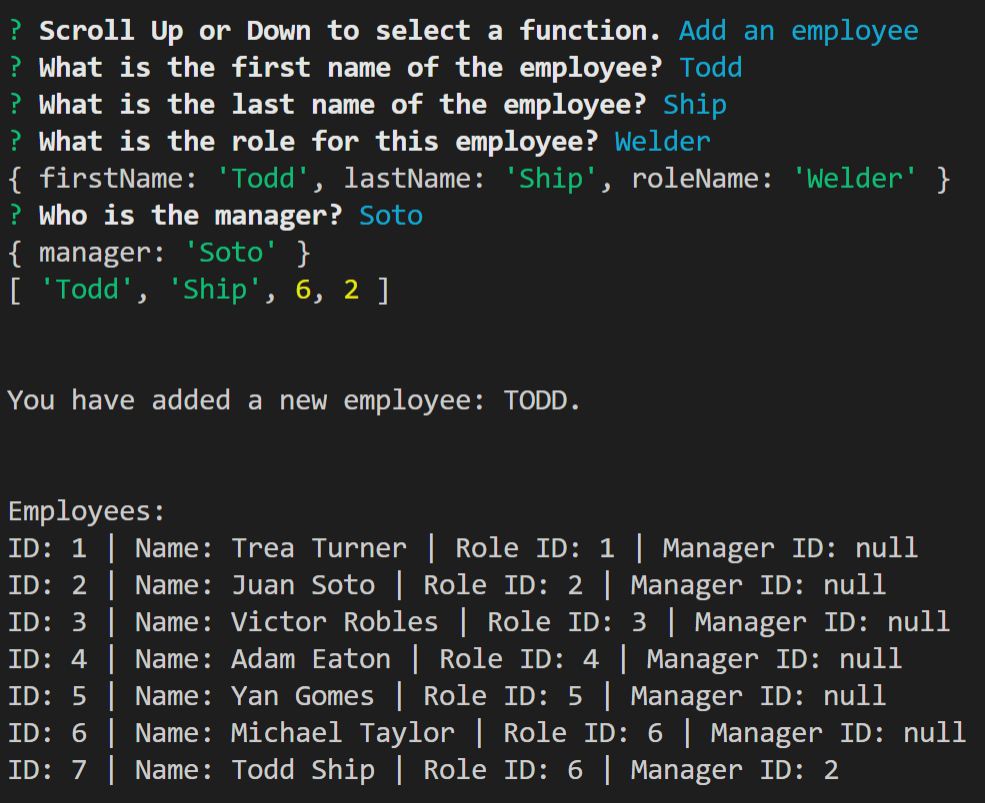 ? Scroll Up or Down to select a function. Add an employee
? What is the first name of the employee? Todd
? What is the last name of the employee? Ship
? What is the role for this employee? Welder
{ firstName: 'Todd', lastName: 'Ship', roleName: 'Welder' }
? Who is the manager? Soto
{ manager: 'Soto' }
[ 'Todd', 'Ship', 6, 2 ]
You have added a new employee: TODD.
Employees:
ID: 1 | Name: Trea Turner | Role ID: 1 | Manager ID: null
ID: 2 | Name: Juan Soto | Role ID: 2 | Manager ID: null
ID: 3 | Name: Victor Robles | Role ID: 3 | Manager ID: null
ID: 4 | Name: Adam Eaton | Role ID: 4 | Manager ID: null
ID: 5 | Name: Yan Gomes | Role ID: 5 | Manager ID: null
ID: 6 | Name: Michael Taylor | Role ID: 6 | Manager ID: null
ID: 7 | Name: Todd Ship | Role ID: 6 | Manager ID: 2